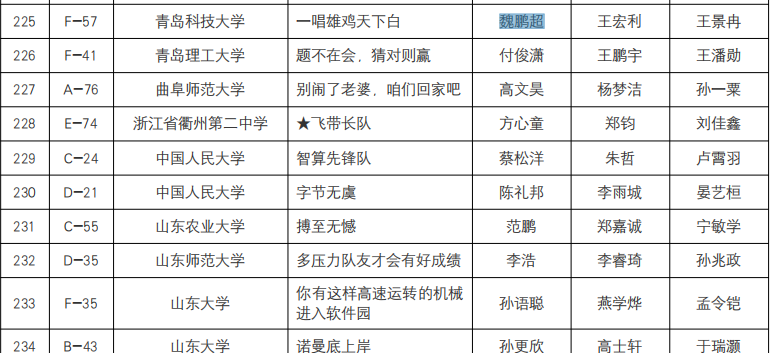 225 F-57 青岛科技大学 一唱雄鸡天下白 魏鹏超 王宏利 王景冉
226 F-41 青岛理工大学 题不在会，猜对则赢 付俊潇 王鹏宇 王潘勋
227 A-76 曲阜师范大学 别闹了老婆，咱们回家吧 高文昊 杨梦洁 孙一粟
228 E-74 浙江省衢州第二中学 ★飞带长队 方心童 郑钧 刘佳鑫
229 C-24 中国人民大学 智算先锋队 蔡松洋 朱哲 卢霄羽
230 D-21 中国人民大学 字节无虞 陈礼邦 李雨城 晏艺桓
231 C-55 山东农业大学 搏至无憾 范鹏 郑嘉诚 宁敏学
232 D-35 山东师范大学 多压力队友才会有好成绩 李浩 李睿琦 孙兆政
233 F-35 山东大学 你有这样高速运转的机械
进入软件园 孙语聪 燕学烨 孟令铠
234 B-43 山东大学 诺曼底上岸 孙更欣 高士轩 于瑞灏